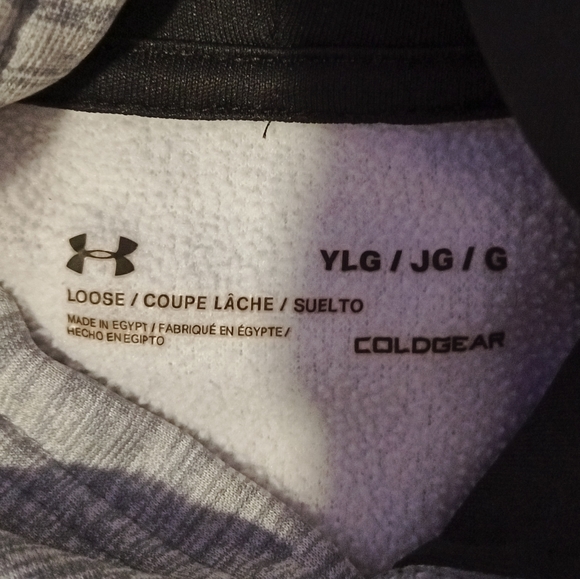 YLG / JG / G
LOOSE / COUPE LÂCHE / SUELTO
MADE IN EGYPT / FABRIQUÉ EN ÉGYPTE /
HECHO EN EGIPTO
COLDGEAR